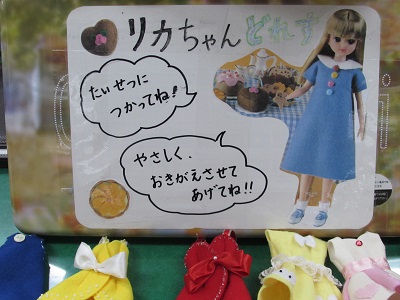 リカちゃんどれす
たいせつに
つかってね!
やさしく、
おきがえさせて
あげてね!!